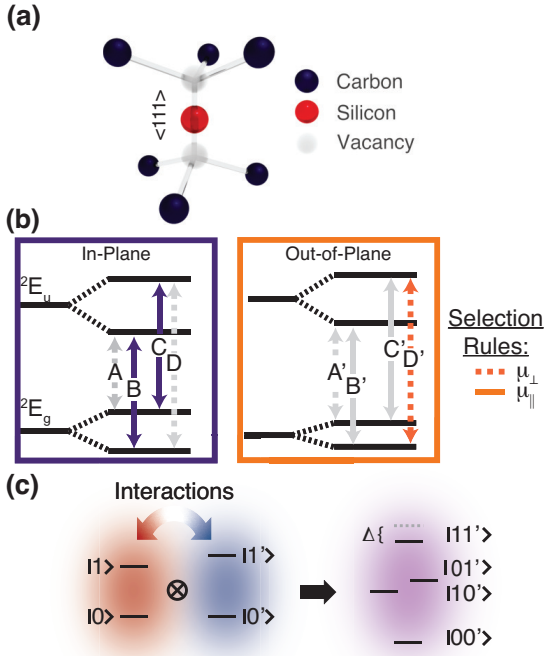 (a)
<111>
Carbon
Silicon
Vacancy
(b)
In-Plane
²Eᵤ
A
B
C
D
²E_g
Out-of-Plane
A'
B'
C'
D'
Selection
Rules:
μ⊥
μ∥
(c)
Interactions
|1>
|0>
⊗
|1'>
|0'>
Δ{
|11'>
|01'>
|10'>
|00'>